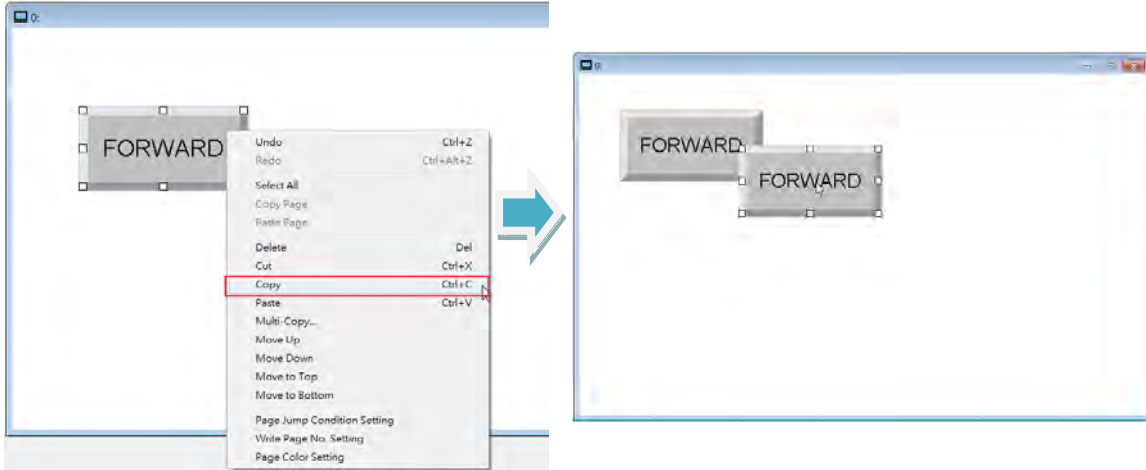 0:
FORWARD
Undo Ctrl+Z
Redo Ctrl+Alt+Z
Select All
Copy Page
Paste Page
Delete Del
Cut Ctrl+X
Copy Ctrl+C
Paste Ctrl+V
Multi-Copy...
Move Up
Move Down
Move to Top
Move to Bottom
Page Jump Condition Setting
Write Page No. Setting
Page Color Setting
0:
FORWARD
FORWARD